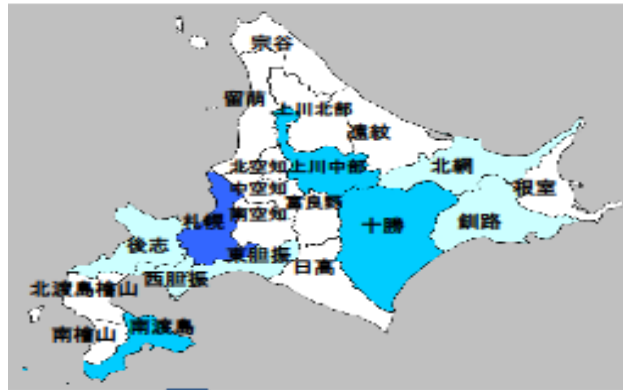 宗谷
留萌
上川北部
遠紋
北空知
上川中部
北網
中空知
根室
札幌
南空知
富良野
十勝
釧路
後志
東胆振
西胆振
日高
北渡島檜山
南渡島
南檜山